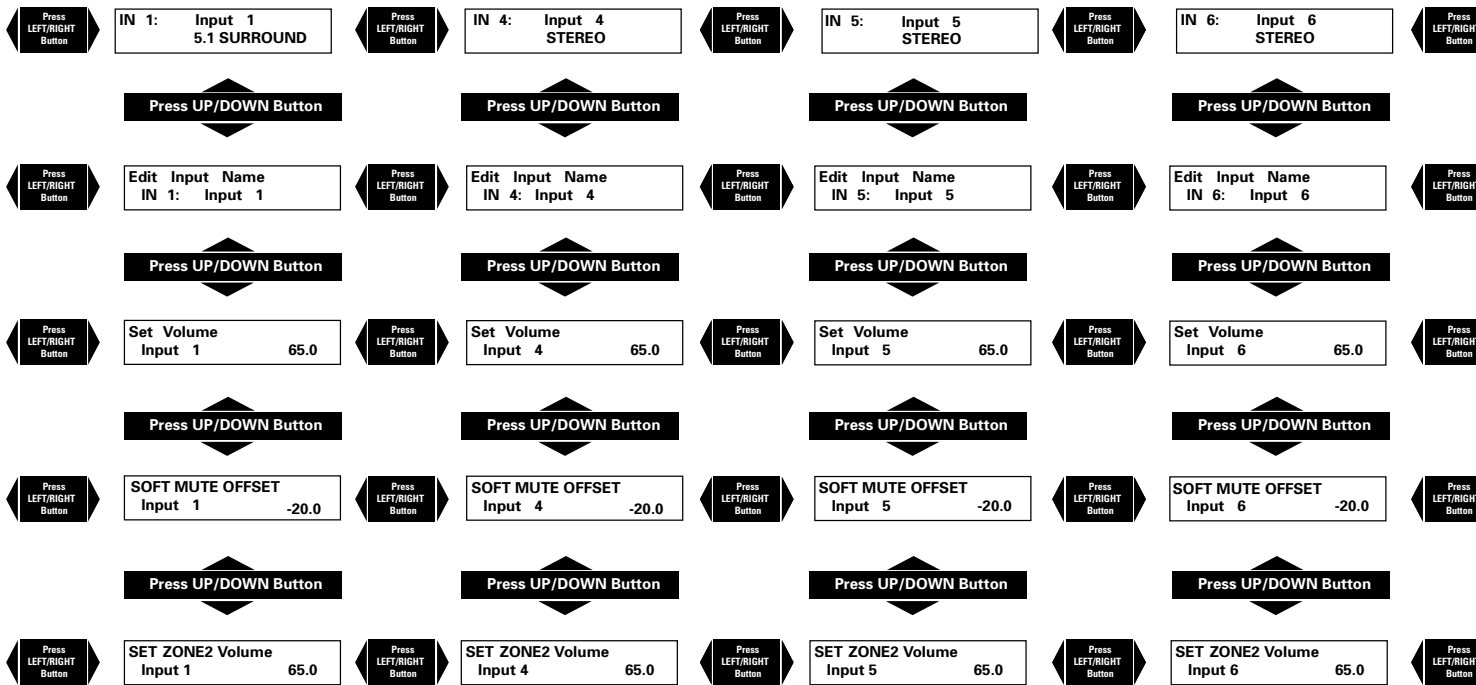 Press
LEFT/RIGHT
Button
IN 1: Input 1
5.1 SURROUND
Press
LEFT/RIGHT
Button
IN 4: Input 4
STEREO
Press
LEFT/RIGHT
Button
IN 5: Input 5
STEREO
Press
LEFT/RIGHT
Button
IN 6: Input 6
STEREO
Press
LEFT/RIGH
Button
Press UP/DOWN Button
Press UP/DOWN Button
Press UP/DOWN Button
Press UP/DOWN Button
Press
LEFT/RIGHT
Button
Edit Input Name
IN 1: Input 1
Press
LEFT/RIGHT
Button
Edit Input Name
IN 4: Input 4
Press
LEFT/RIGHT
Button
Edit Input Name
IN 5: Input 5
Press
LEFT/RIGHT
Button
Edit Input Name
IN 6: Input 6
Press
LEFT/RIGH
Button
Press UP/DOWN Button
Press UP/DOWN Button
Press UP/DOWN Button
Press UP/DOWN Button
Press
LEFT/RIGHT
Button
Set Volume
Input 1 65.0
Press
LEFT/RIGHT
Button
Set Volume
Input 4 65.0
Press
LEFT/RIGHT
Button
Set Volume
Input 5 65.0
Press
LEFT/RIGHT
Button
Set Volume
Input 6 65.0
Press
LEFT/RIGH
Button
Press UP/DOWN Button
Press UP/DOWN Button
Press UP/DOWN Button
Press UP/DOWN Button
Press
LEFT/RIGHT
Button
SOFT MUTE OFFSET
Input 1 -20.0
Press
LEFT/RIGHT
Button
SOFT MUTE OFFSET
Input 4 -20.0
Press
LEFT/RIGHT
Button
SOFT MUTE OFFSET
Input 5 -20.0
Press
LEFT/RIGHT
Button
SOFT MUTE OFFSET
Input 6 -20.0
Press
LEFT/RIGH
Button
Press UP/DOWN Button
Press UP/DOWN Button
Press UP/DOWN Button
Press UP/DOWN Button
Press
LEFT/RIGHT
Button
SET ZONE2 Volume
Input 1 65.0
Press
LEFT/RIGHT
Button
SET ZONE2 Volume
Input 4 65.0
Press
LEFT/RIGHT
Button
SET ZONE2 Volume
Input 5 65.0
Press
LEFT/RIGHT
Button
SET ZONE2 Volume
Input 6 65.0
Press
LEFT/RIGH
Button